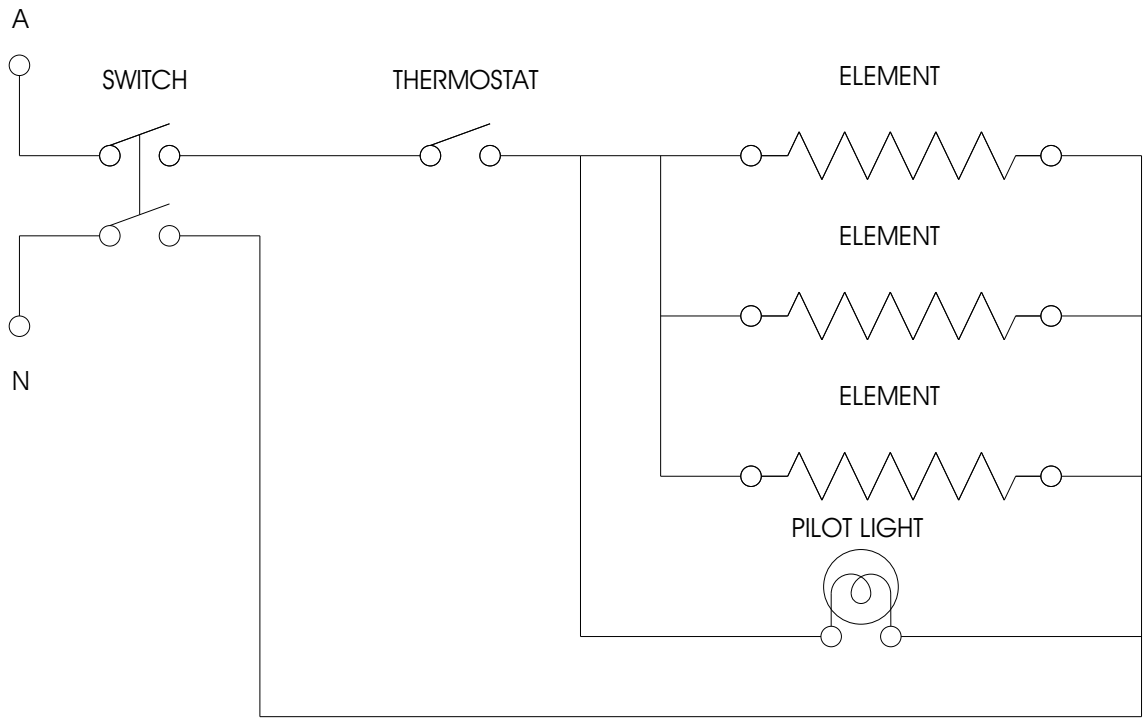 A
SWITCH
THERMOSTAT
ELEMENT
ELEMENT
N
ELEMENT
PILOT LIGHT